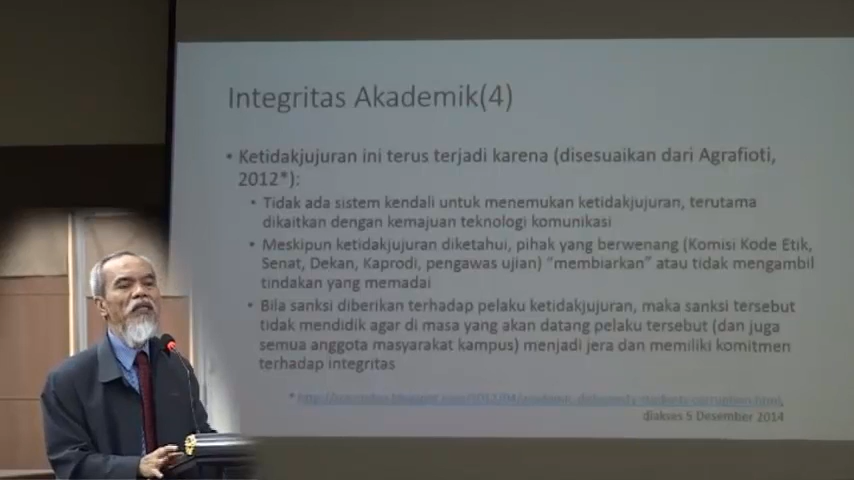 Integritas Akademik(4)
• Ketidakjujuran ini terus terjadi karena (disesuaikan dari Agrafioti,
2012*):
• Tidak ada sistem kendali untuk menemukan ketidakjujuran, terutama
dikaitkan dengan kemajuan teknologi komunikasi
• Meskipun ketidakjujuran diketahui, pihak yang berwenang (Komisi Kode Etik,
Senat, Dekan, Kaprodi, pengawas ujian) “membiarkan” atau tidak mengambil
tindakan yang memadai
• Bila sanksi diberikan terhadap pelaku ketidakjujuran, maka sanksi tersebut
tidak mendidik agar di masa yang akan datang pelaku tersebut (dan juga
semua anggota masyarakat kampus) menjadi jera dan memiliki komitmen
terhadap integritas
diakses 5 Desember 2014